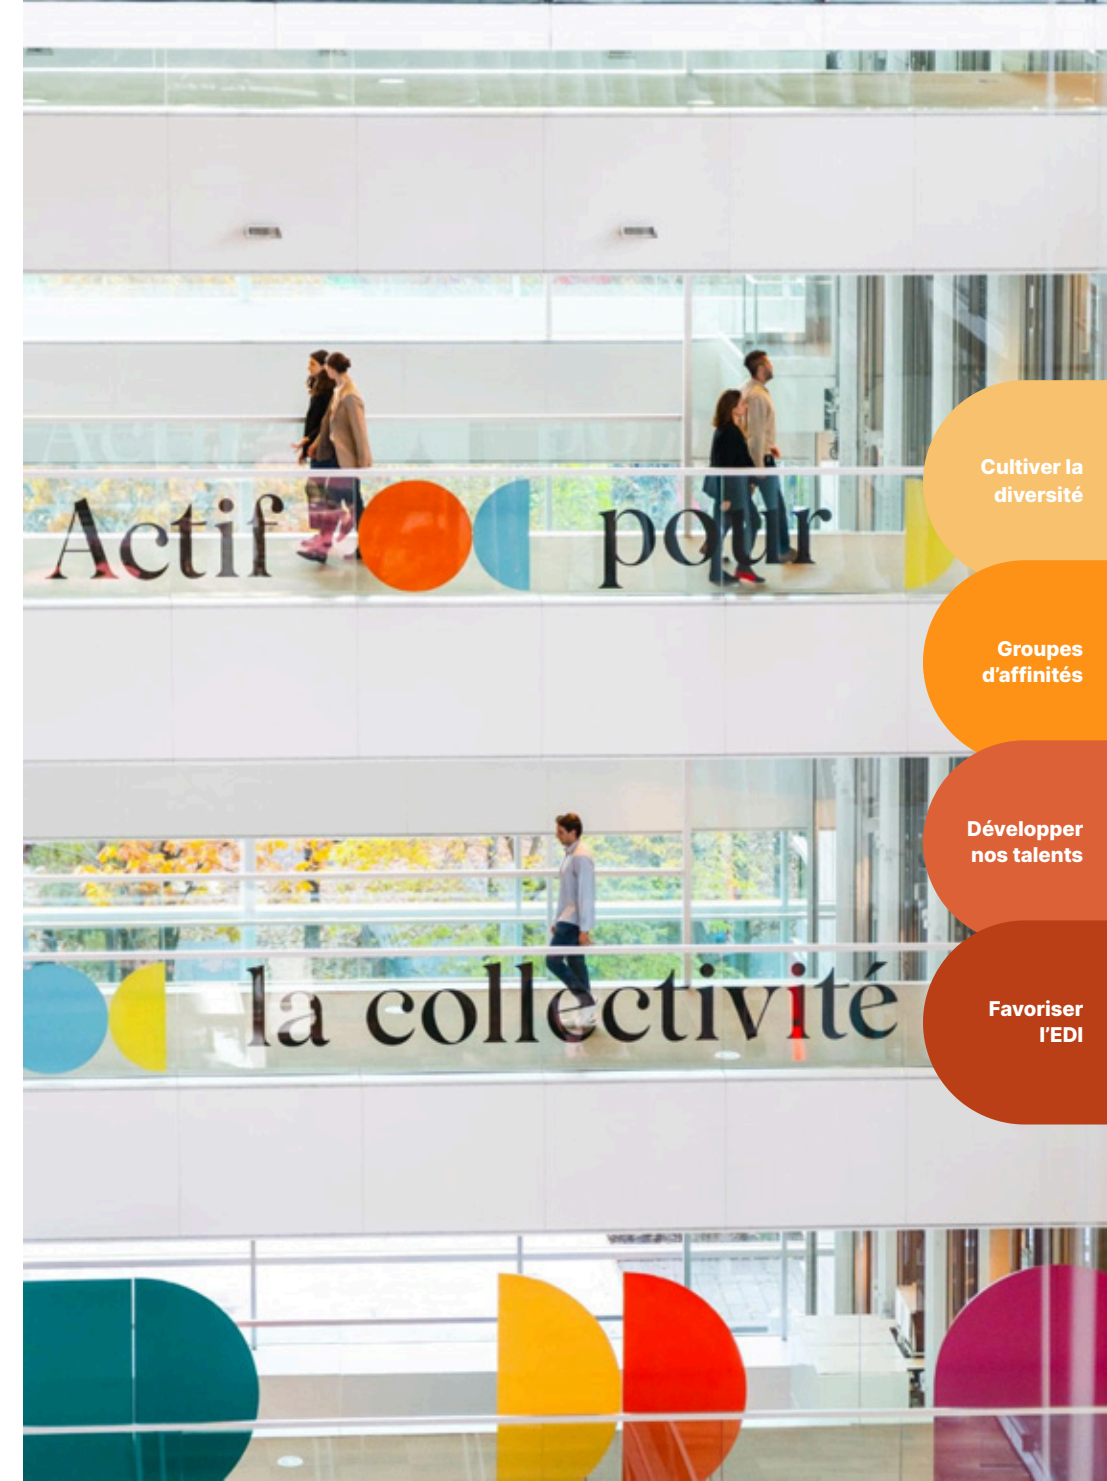 Actif pour
la collectivité
Cultiver la
diversité
Groupes
d’affinités
Développer
nos talents
Favoriser
l’EDI